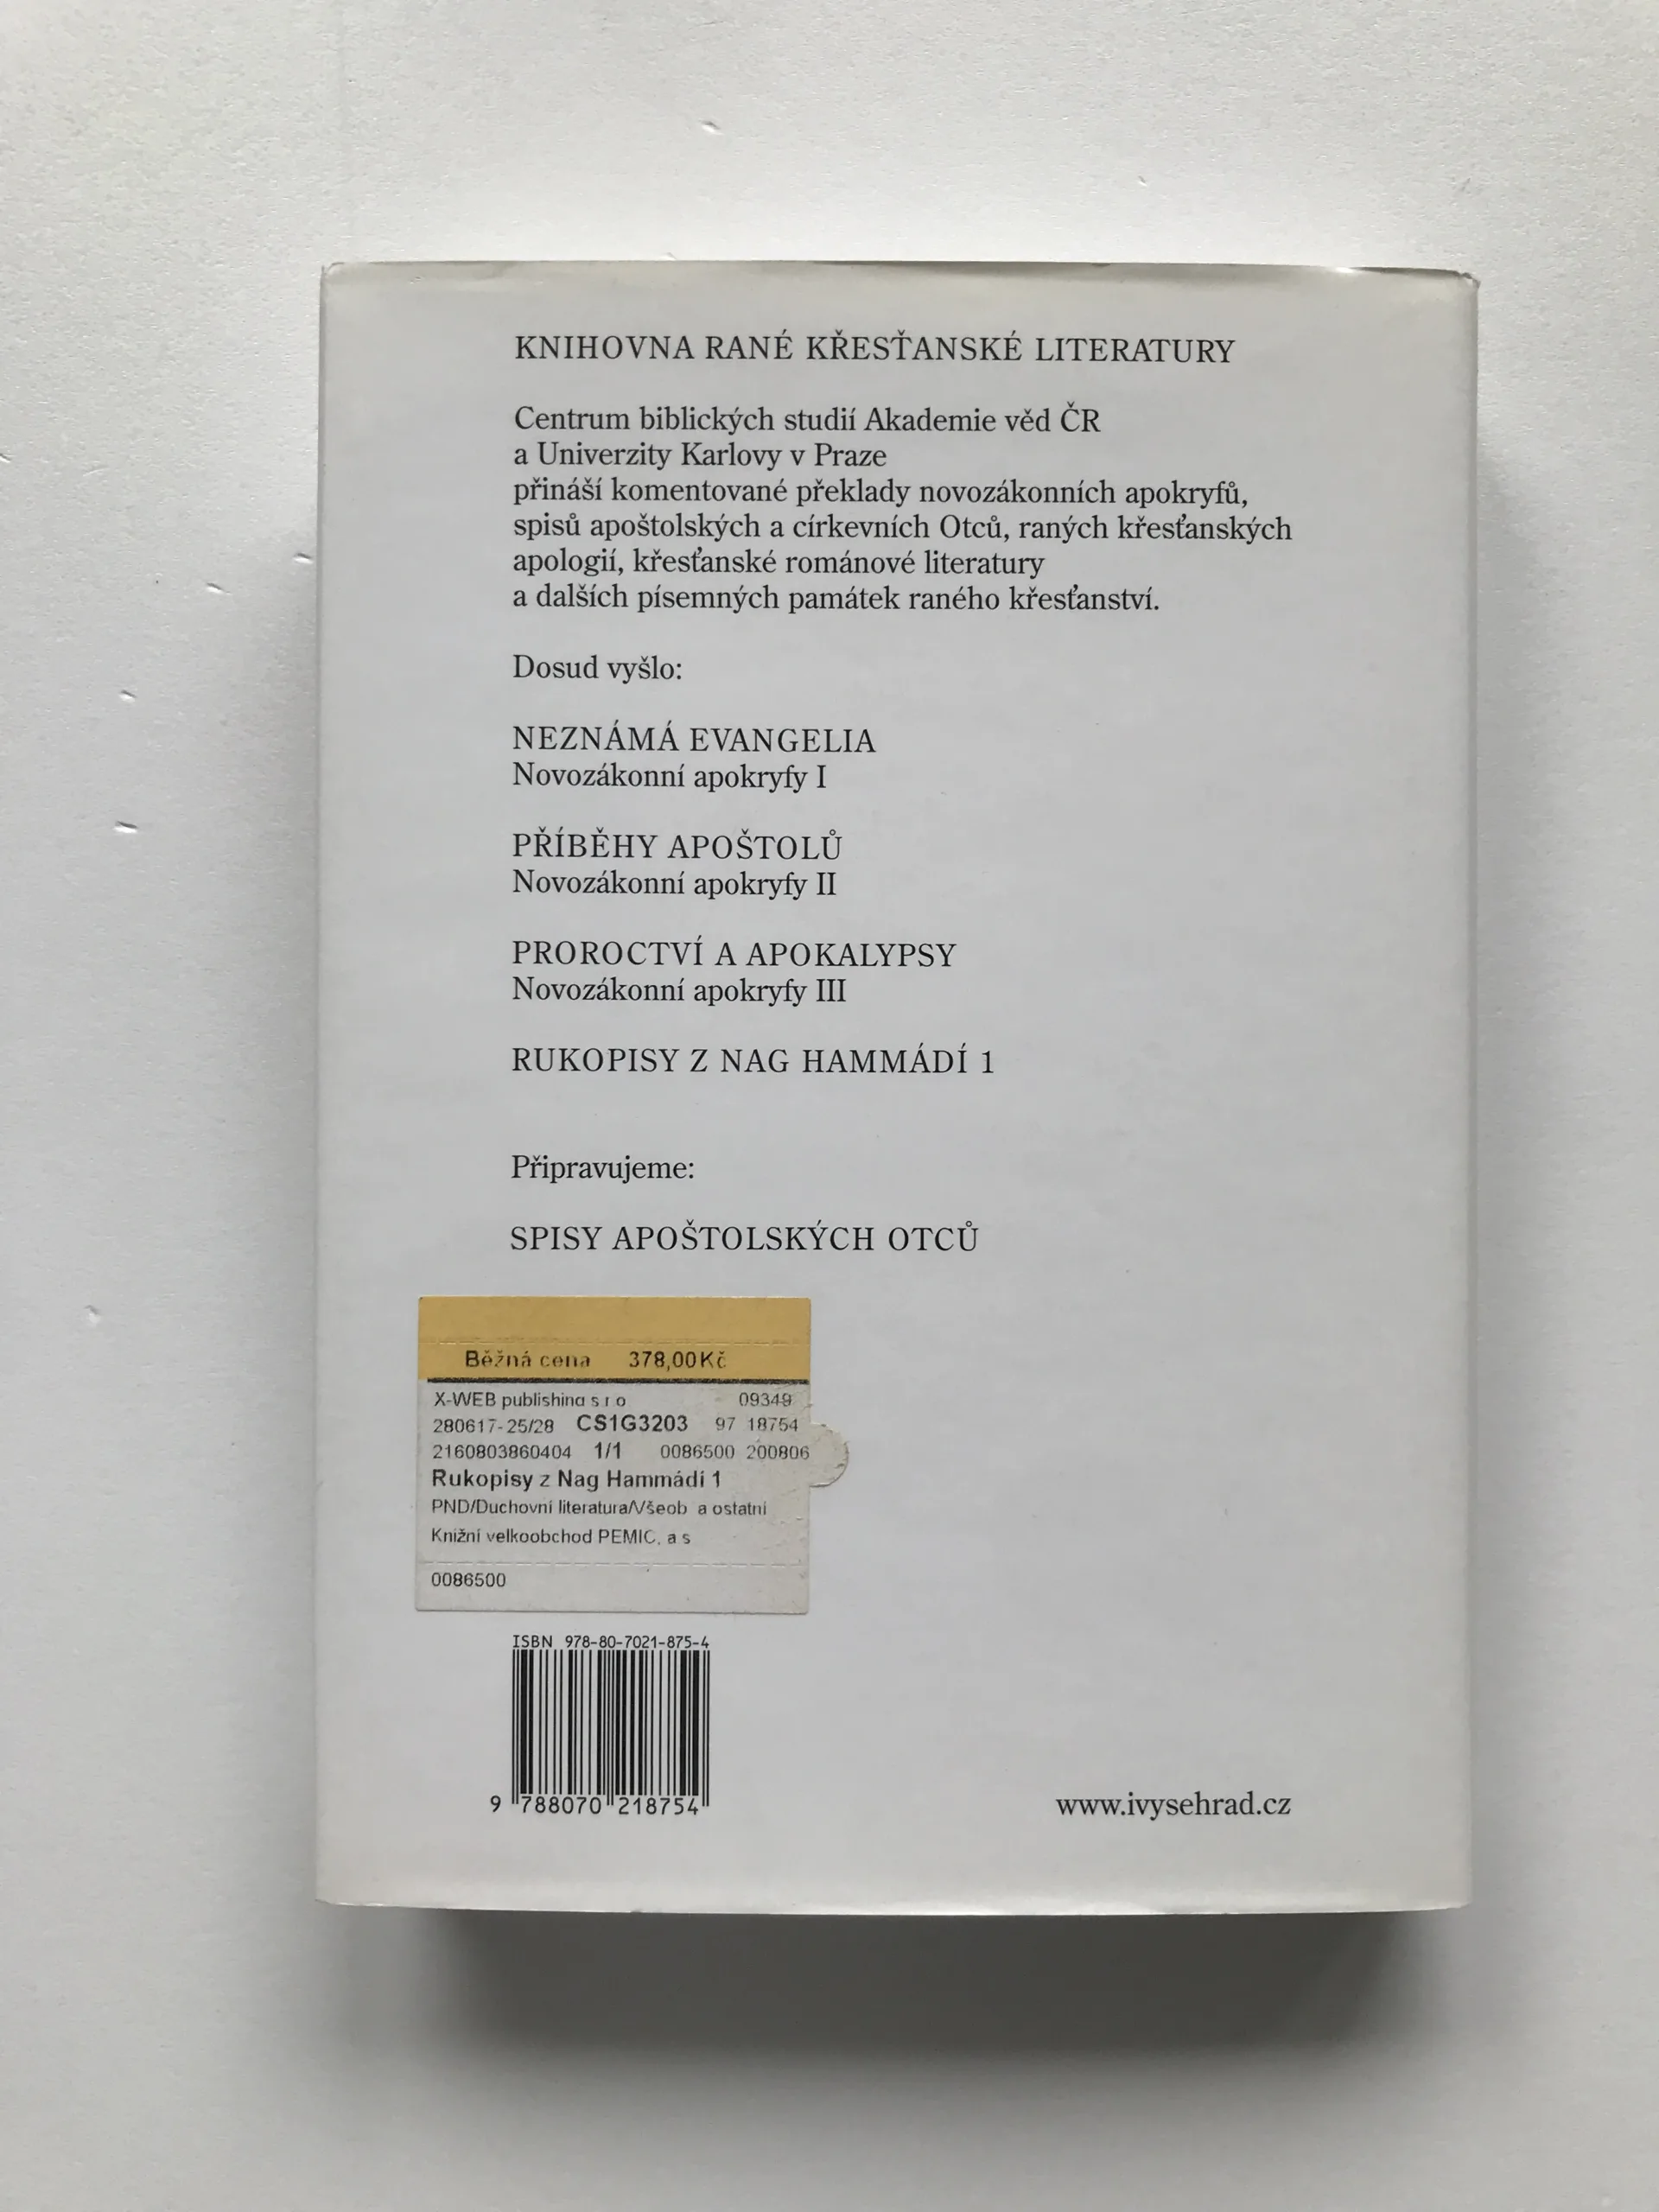 KNIHOVNA RANÉ KŘESŤANSKÉ LITERATURY
Centrum biblických studií Akademie věd ČR
a Univerzity Karlovy v Praze
přináší komentované překlady novozákonních apokryfů,
spisů apoštolských a církevních Otců, raných křesťanských
apologií, křesťanské románové literatury
a dalších písemných památek raného křesťanství.
Dosud vyšlo:
NEZNÁMÁ EVANGELIA
Novozákonní apokryfy I
PŘÍBĚHY APOŠTOLŮ
Novozákonní apokryfy II
PROROCTVÍ A APOKALYPSY
Novozákonní apokryfy III
RUKOPISY Z NAG HAMMÁDÍ 1
Připravujeme:
SPISY APOŠTOLSKÝCH OTCŮ
Běžná cena 378,00Kč
X-WEB publishing s r o 09349
280617-25/28 CS1G3203 97 18754
2160803860404 1/1 0086500 200806
Rukopisy z Nag Hammádí 1
PND/Duchovní literatura/Všeob a ostatní
Knižní velkoobchod PEMIC, a s
0086500
ISBN 978-80-7021-875-4
9 788070 218754
www.ivysehrad.cz